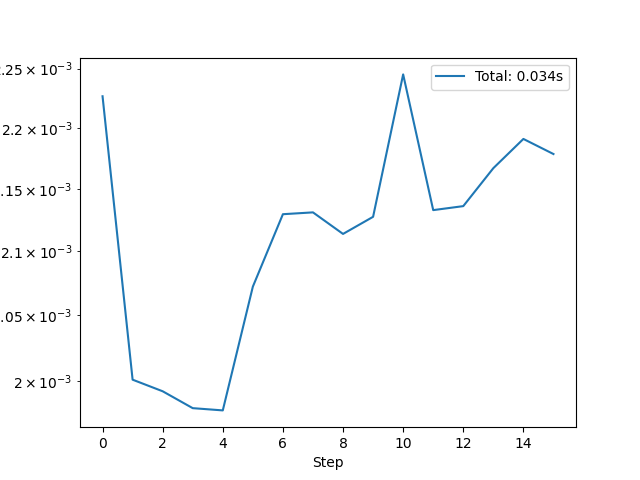 Total: 0.034s
.25 × 10⁻³
2.2 × 10⁻³
.15 × 10⁻³
2.1 × 10⁻³
.05 × 10⁻³
2 × 10⁻³
0 2 4 6 8 10 12 14
Step